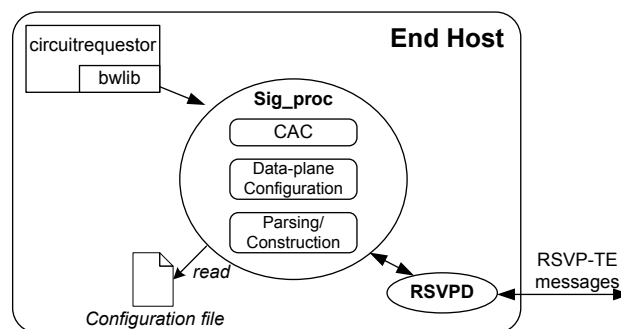 circuitrequestor
bwlib
End Host
Sig_proc
CAC
Data-plane
Configuration
Parsing/
Construction
read
Configuration file
RSVPD
RSVP-TE
messages